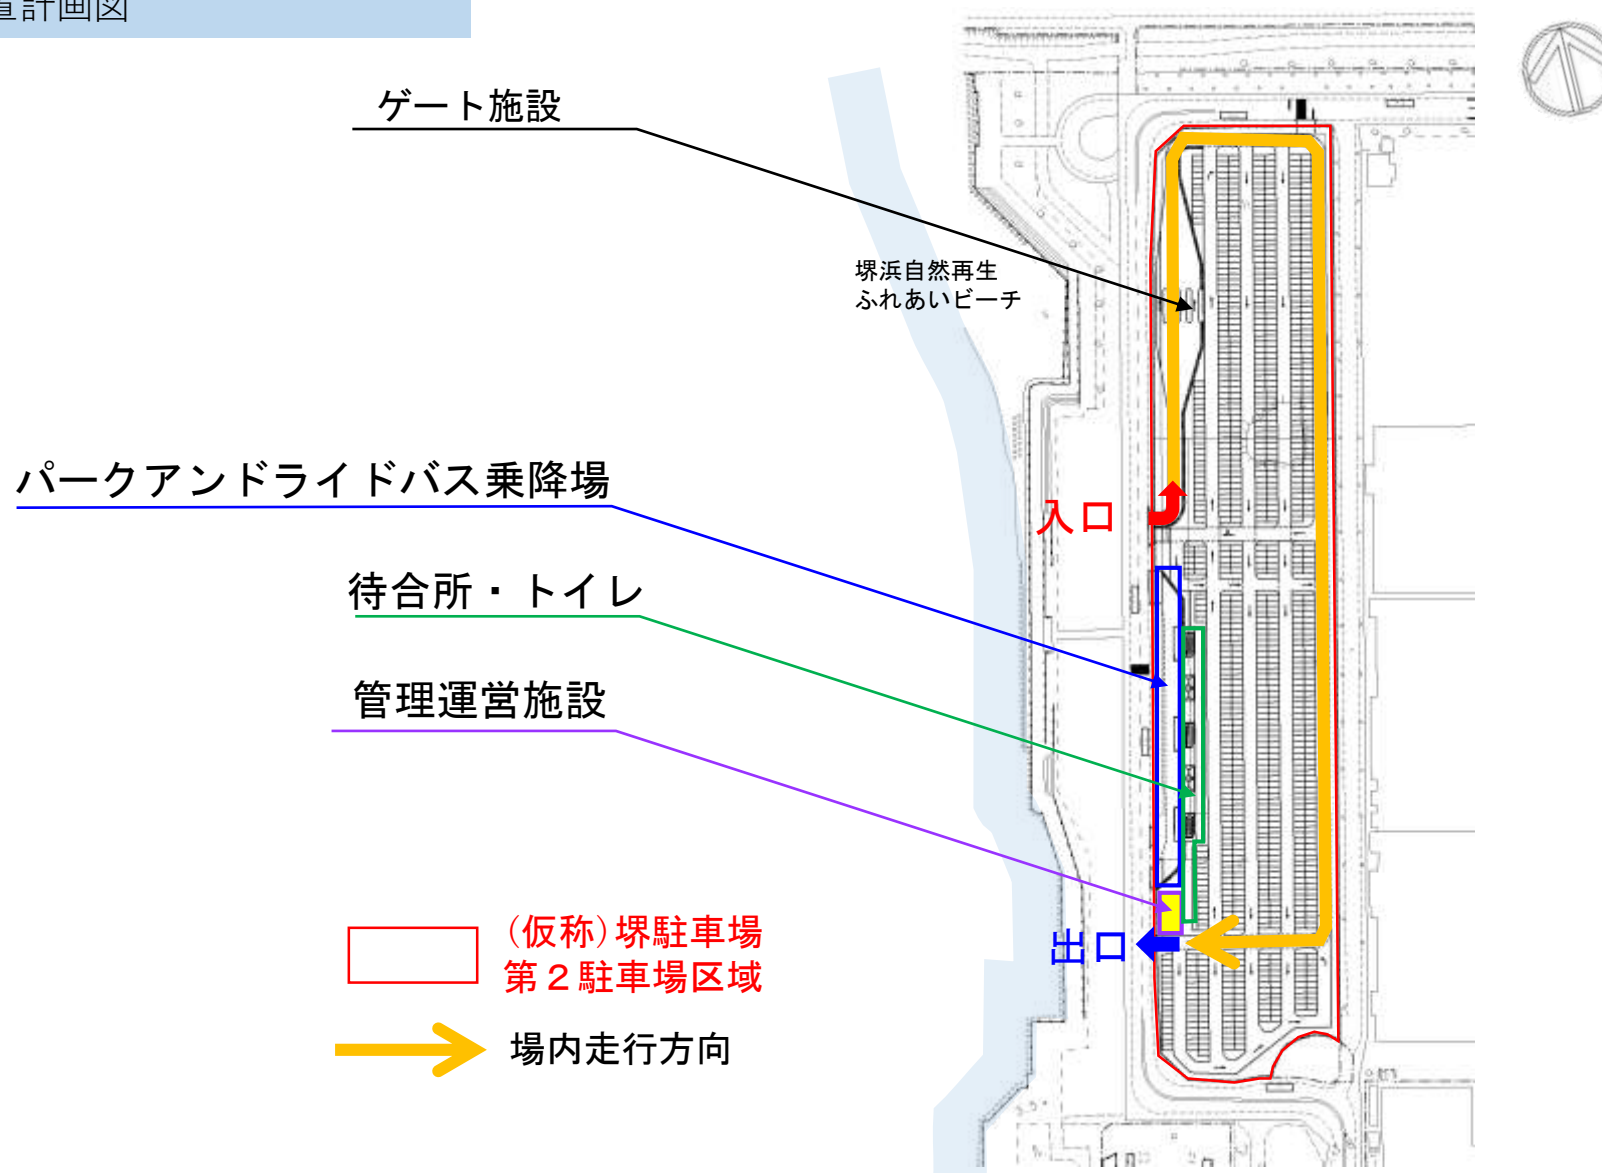 置計画図
ゲート施設
堺浜自然再生
ふれあいビーチ
パークアンドライドバス乗降場
入口
待合所・トイレ
管理運営施設
出口
(仮称)堺駐車場
第２駐車場区域
場内走行方向